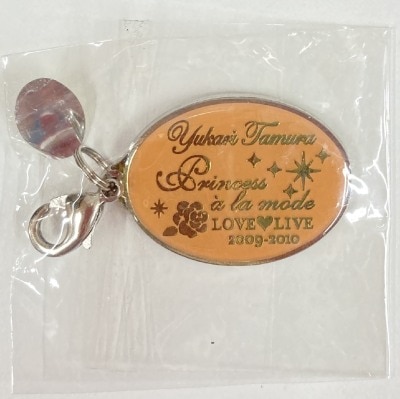 Yukari Tamura
Princess
à la mode
LOVE♥LIVE
2009-2010